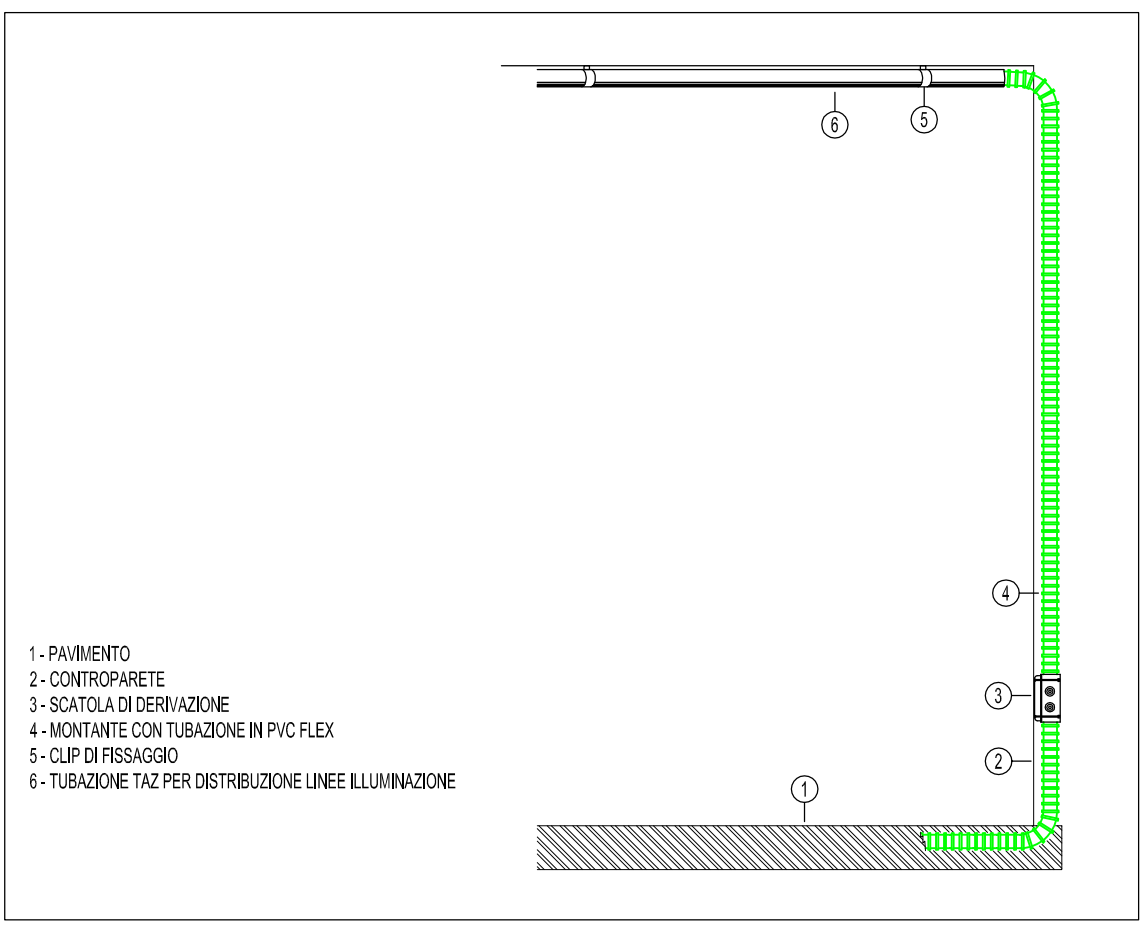 6
5
4
3
2
1
1 - PAVIMENTO
2 - CONTROPARETE
3 - SCATOLA DI DERIVAZIONE
4 - MONTANTE CON TUBAZIONE IN PVC FLEX
5 - CLIP DI FISSAGGIO
6 - TUBAZIONE TAZ PER DISTRIBUZIONE LINEE ILLUMINAZIONE